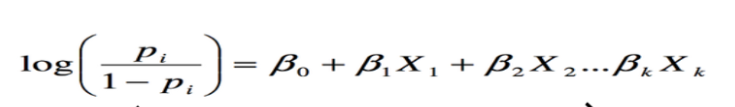 log(pᵢ / (1 − pᵢ)) = β₀ + β₁X₁ + β₂X₂...βₖXₖ